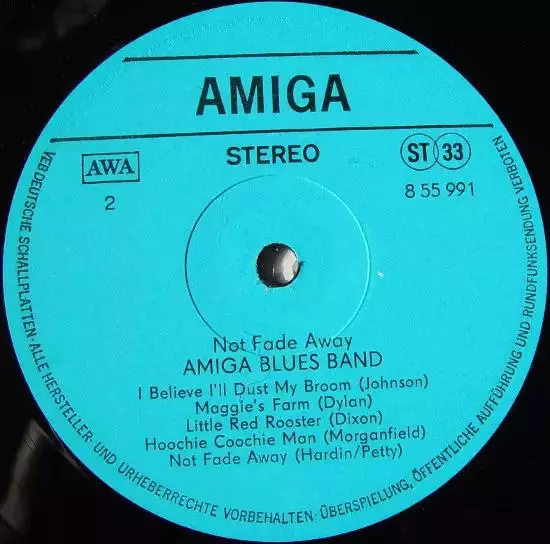 AMIGA
AWA
STEREO
ST 33
2
8 55 991
Not Fade Away
AMIGA BLUES BAND
I Believe I'll Dust My Broom (Johnson)
Maggie's Farm (Dylan)
Little Red Rooster (Dixon)
Hoochie Coochie Man (Morganfield)
Not Fade Away (Hardin/Petty)
VEB DEUTSCHE SCHALLPLATTEN · ALLE HERSTELLER- UND URHEBERRECHTE VORBEHALTEN · ÜBERSPIELUNG, ÖFFENTLICHE AUFFÜHRUNG UND RUNDFUNKSENDUNG VERBOTEN